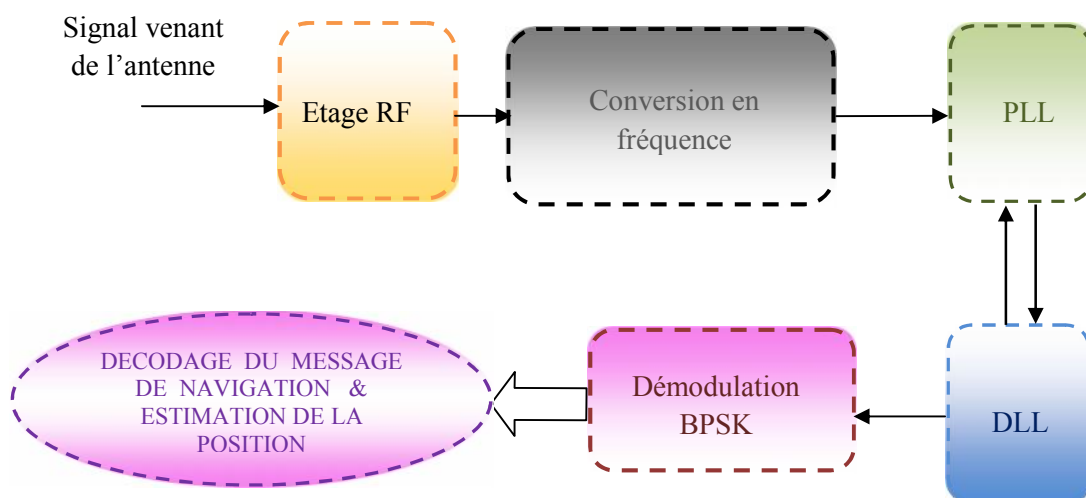 Signal venant
de l’antenne
Etage RF
Conversion en
fréquence
PLL
DLL
Démodulation
BPSK
DECODAGE DU MESSAGE
DE NAVIGATION &
ESTIMATION DE LA
POSITION